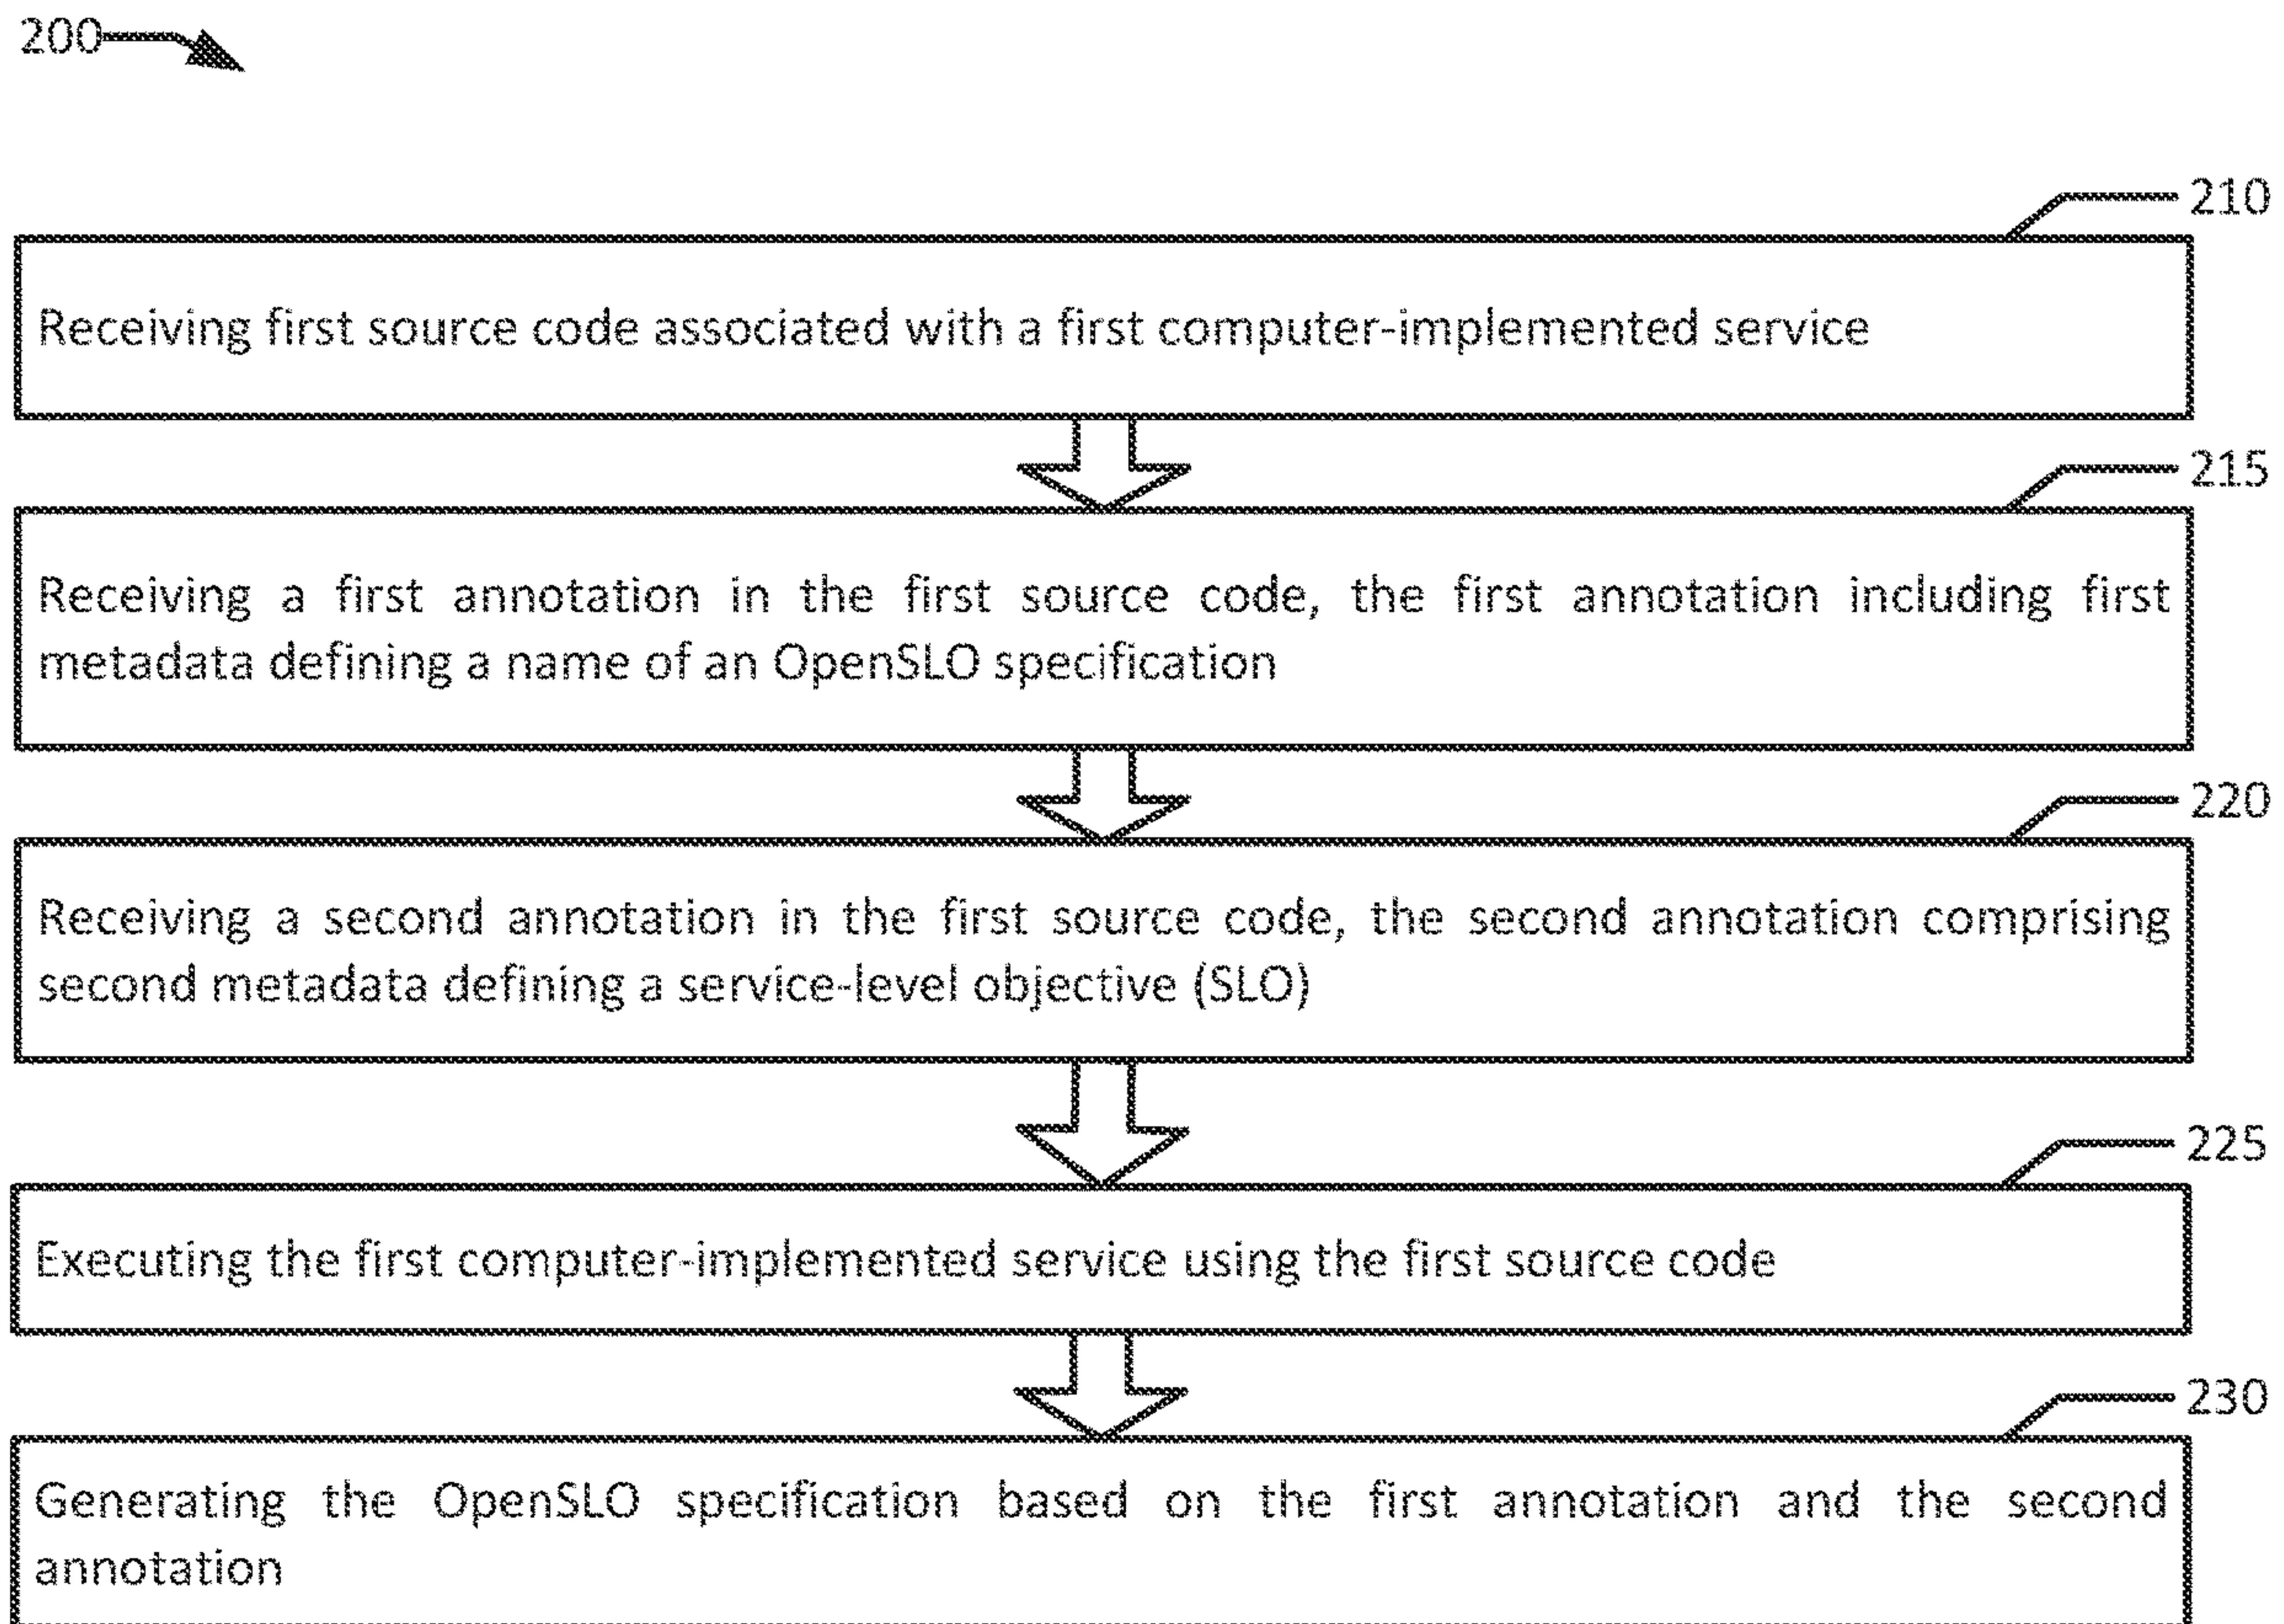 200
210
Receiving first source code associated with a first computer-implemented service
215
Receiving a first annotation in the first source code, the first annotation including first
metadata defining a name of an OpenSLO specification
220
Receiving a second annotation in the first source code, the second annotation comprising
second metadata defining a service-level objective (SLO)
225
Executing the first computer-implemented service using the first source code
230
Generating the OpenSLO specification based on the first annotation and the second
annotation